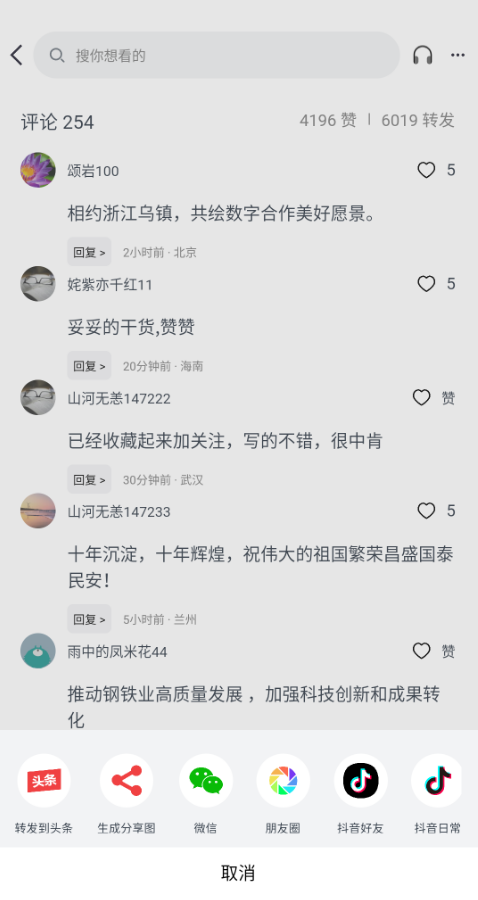 搜你想看的
评论 254
4196 赞 | 6019 转发
颂岩100
5
相约浙江乌镇，共绘数字合作美好愿景。
回复 >
2小时前 · 北京
姹紫亦千红11
5
妥妥的干货,赞赞
回复 >
20分钟前 · 海南
山河无恙147222
赞
已经收藏起来加关注，写的不错，很中肯
回复 >
30分钟前 · 武汉
山河无恙147233
5
十年沉淀，十年辉煌，祝伟大的祖国繁荣昌盛国泰
民安！
回复 >
5小时前 · 兰州
雨中的凤米花44
赞
推动钢铁业高质量发展 ，加强科技创新和成果转
化
头条
转发到头条
生成分享图
微信
朋友圈
抖音好友
抖音日常
取消